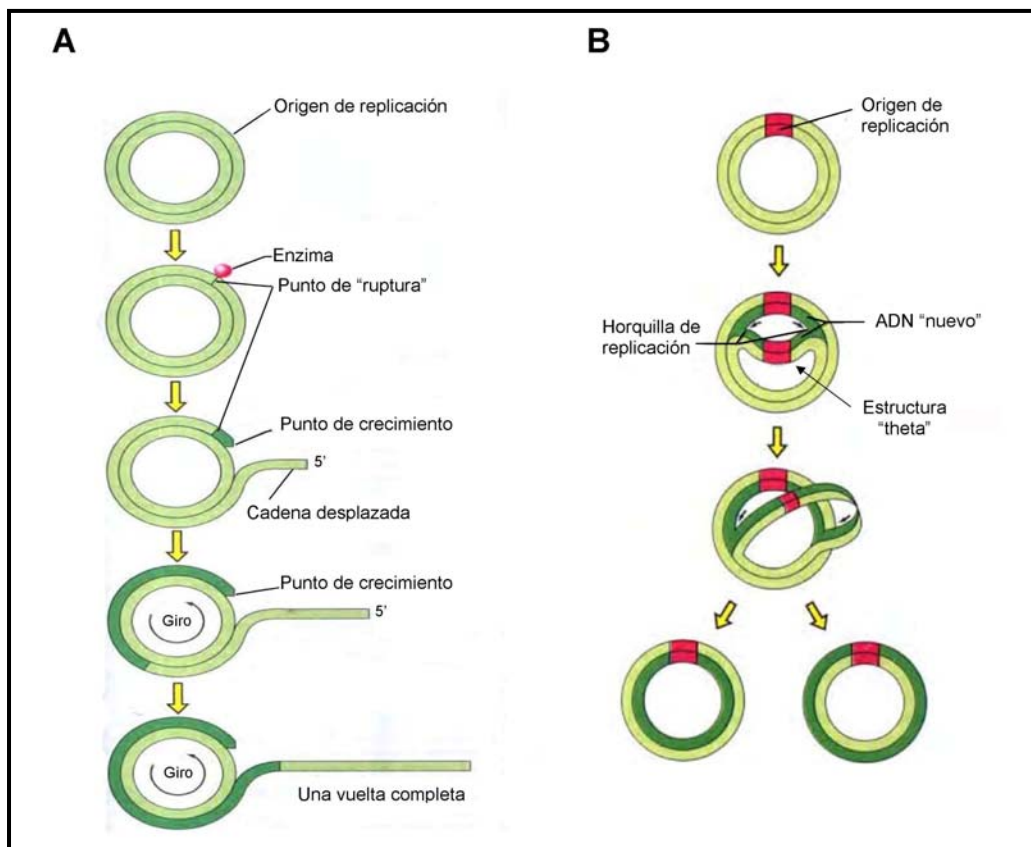 A
Origen de replicación
Enzima
Punto de “ruptura”
Punto de crecimiento
5’
Cadena desplazada
Punto de crecimiento
Giro
5’
Giro
Una vuelta completa
B
Origen de
replicación
Horquilla de
replicación
ADN “nuevo”
Estructura
“theta”